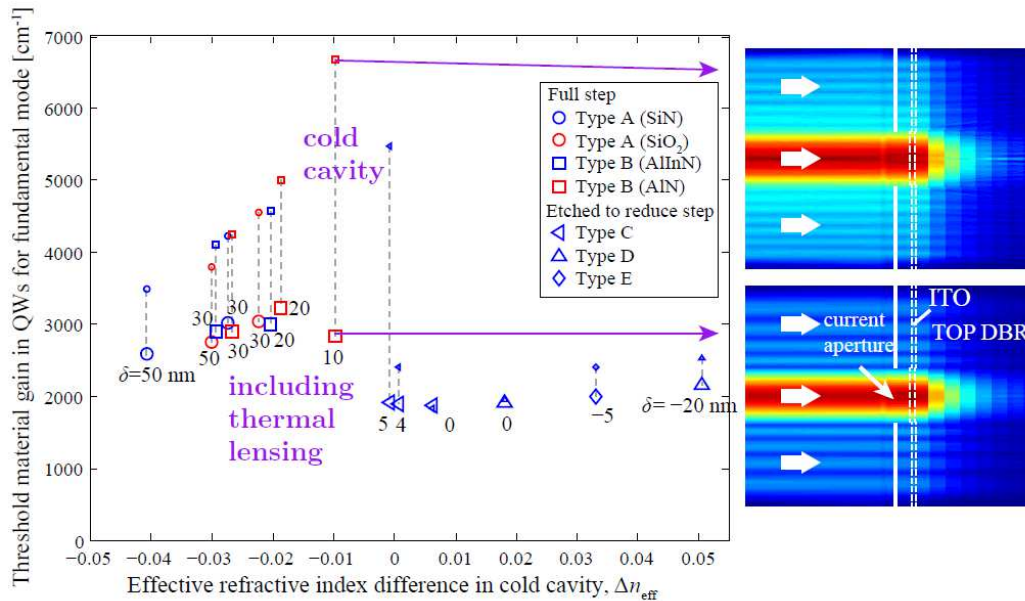 Threshold material gain in QWs for fundamental mode [cm⁻¹]
7000
6000
5000
4000
3000
2000
1000
0
−0.05
−0.04
−0.03
−0.02
−0.01
0
0.01
0.02
0.03
0.04
0.05
Effective refractive index difference in cold cavity, Δn_eff
cold
cavity
Full step
Type A (SiN)
Type A (SiO₂)
Type B (AlInN)
Type B (AlN)
Etched to reduce step
Type C
Type D
Type E
δ=50 nm
30
50
30
30
30
20
20
10
including
thermal
lensing
5
4
0
0
−5
δ= −20 nm
current
aperture
ITO
TOP DBR